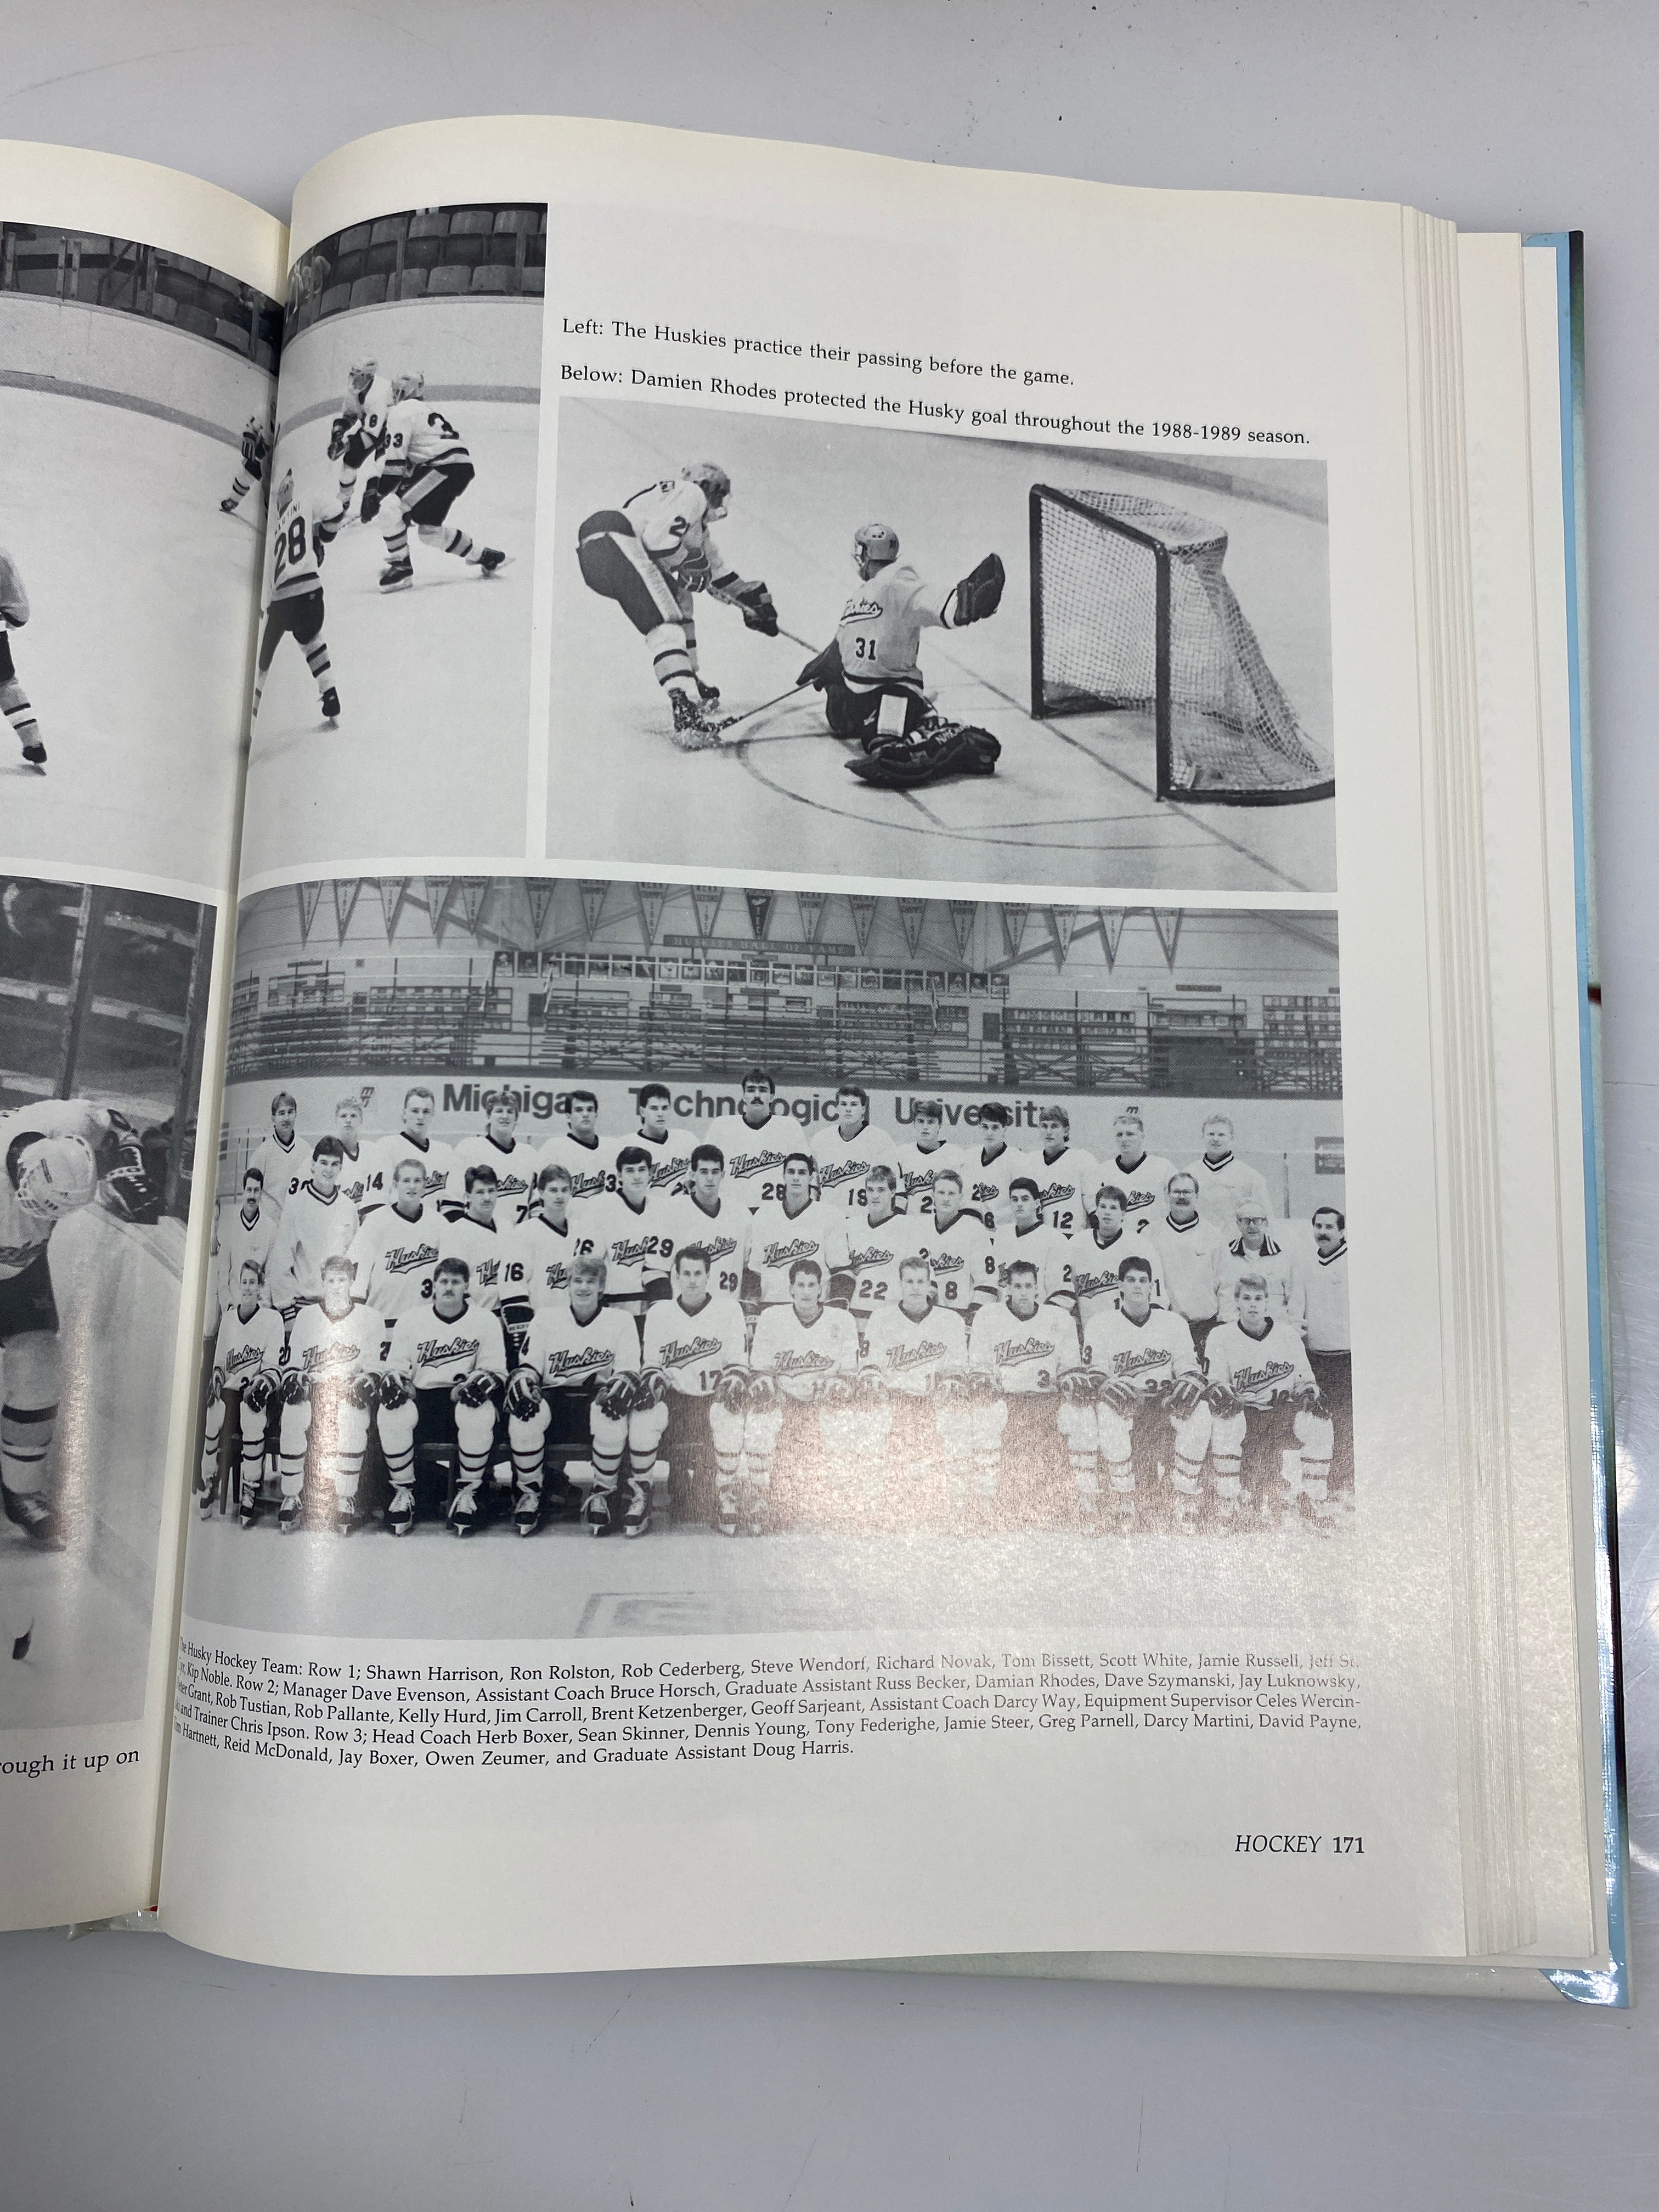 Left: The Huskies practice their passing before the game.
Below: Damien Rhodes protected the Husky goal throughout the 1988-1989 season.
33
28
31
HUSKIES HALL OF FAME
Michigan Technological University
Huskies
The Husky Hockey Team: Row 1; Shawn Harrison, Ron Rolston, Rob Cederberg, Steve Wendorf, Richard Novak, Tom Bissett, Scott White, Jamie Russell, Jeff St.
Kip Noble. Row 2; Manager Dave Evenson, Assistant Coach Bruce Horsch, Graduate Assistant Russ Becker, Damian Rhodes, Dave Szymanski, Jay Luknowsky,
Grant, Rob Tustian, Rob Pallante, Kelly Hurd, Jim Carroll, Brent Ketzenberger, Geoff Sarjeant, Assistant Coach Darcy Way, Equipment Supervisor Celes Wercin-
and Trainer Chris Ipson. Row 3; Head Coach Herb Boxer, Sean Skinner, Dennis Young, Tony Federighe, Jamie Steer, Greg Parnell, Darcy Martini, David Payne,
Hartnett, Reid McDonald, Jay Boxer, Owen Zeumer, and Graduate Assistant Doug Harris.
it up on
HOCKEY 171